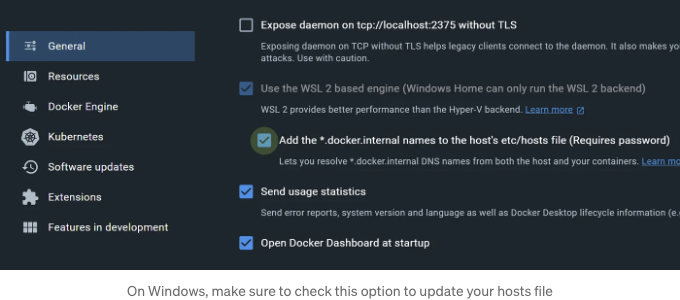 Expose daemon on tcp://localhost:2375 without TLS
Exposing daemon on TCP without TLS helps legacy clients connect to the daemon. It also makes yo
attacks. Use with caution.
General
Resources
Docker Engine
Kubernetes
Software updates
Extensions
Features in development
Use the WSL 2 based engine (Windows Home can only run the WSL 2 backend)
WSL 2 provides better performance than the Hyper-V backend. Learn more
Add the *.docker.internal names to the host's etc/hosts file (Requires password)
Lets you resolve *.docker.internal DNS names from both the host and your containers. Learn mo
Send usage statistics
Send error reports, system version and language as well as Docker Desktop lifecycle information (e.
Open Docker Dashboard at startup
On Windows, make sure to check this option to update your hosts file